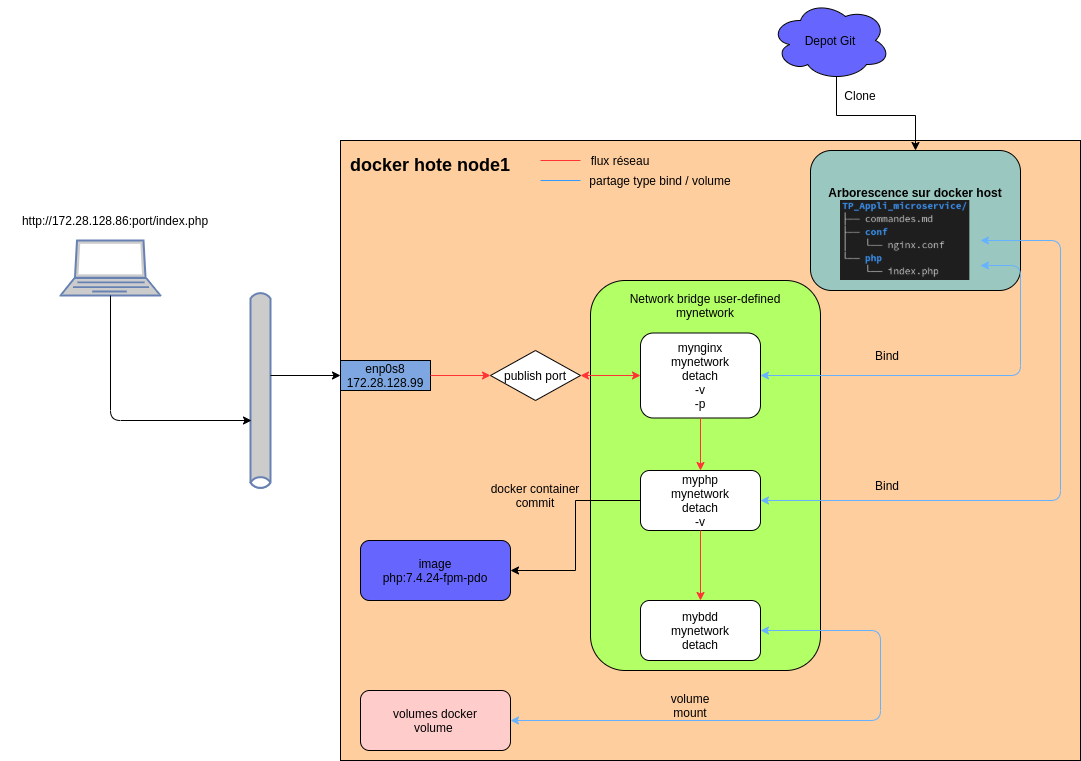 Depot Git
Clone
docker hote node1
flux réseau
partage type bind / volume
Arborescence sur docker host
TP_Appli_microservice/
├── commandes.md
├── conf
│   └── nginx.conf
└── php
    └── index.php
http://172.28.128.86:port/index.php
Network bridge user-defined
mynetwork
mynginx
mynetwork
detach
-v
-p
enp0s8
172.28.128.99
publish port
Bind
myphp
mynetwork
detach
-v
docker container
commit
Bind
image
php:7.4.24-fpm-pdo
mybdd
mynetwork
detach
volumes docker
volume
volume
mount